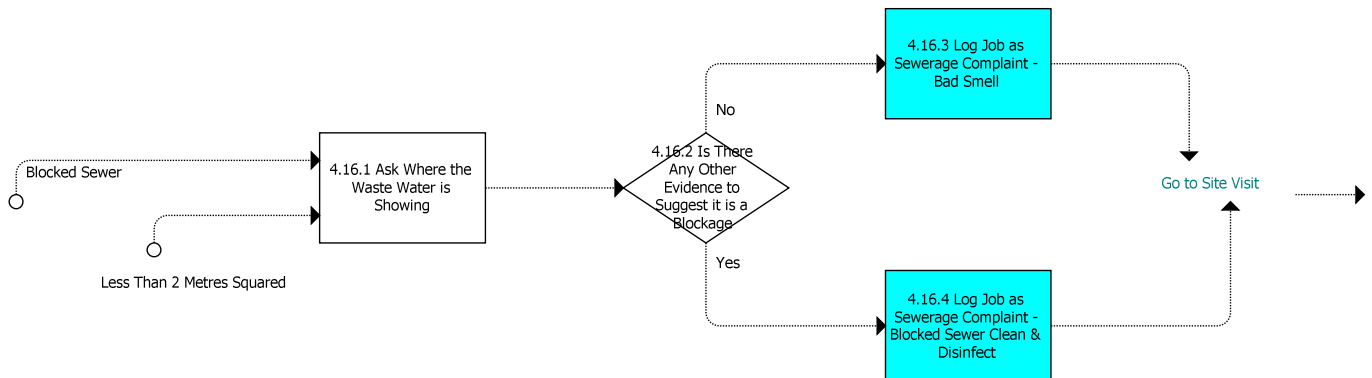 Blocked Sewer
Less Than 2 Metres Squared
4.16.1 Ask Where the
Waste Water is
Showing
4.16.2 Is There
Any Other
Evidence to
Suggest it is a
Blockage
No
Yes
4.16.3 Log Job as
Sewerage Complaint -
Bad Smell
4.16.4 Log Job as
Sewerage Complaint -
Blocked Sewer Clean &
Disinfect
Go to Site Visit